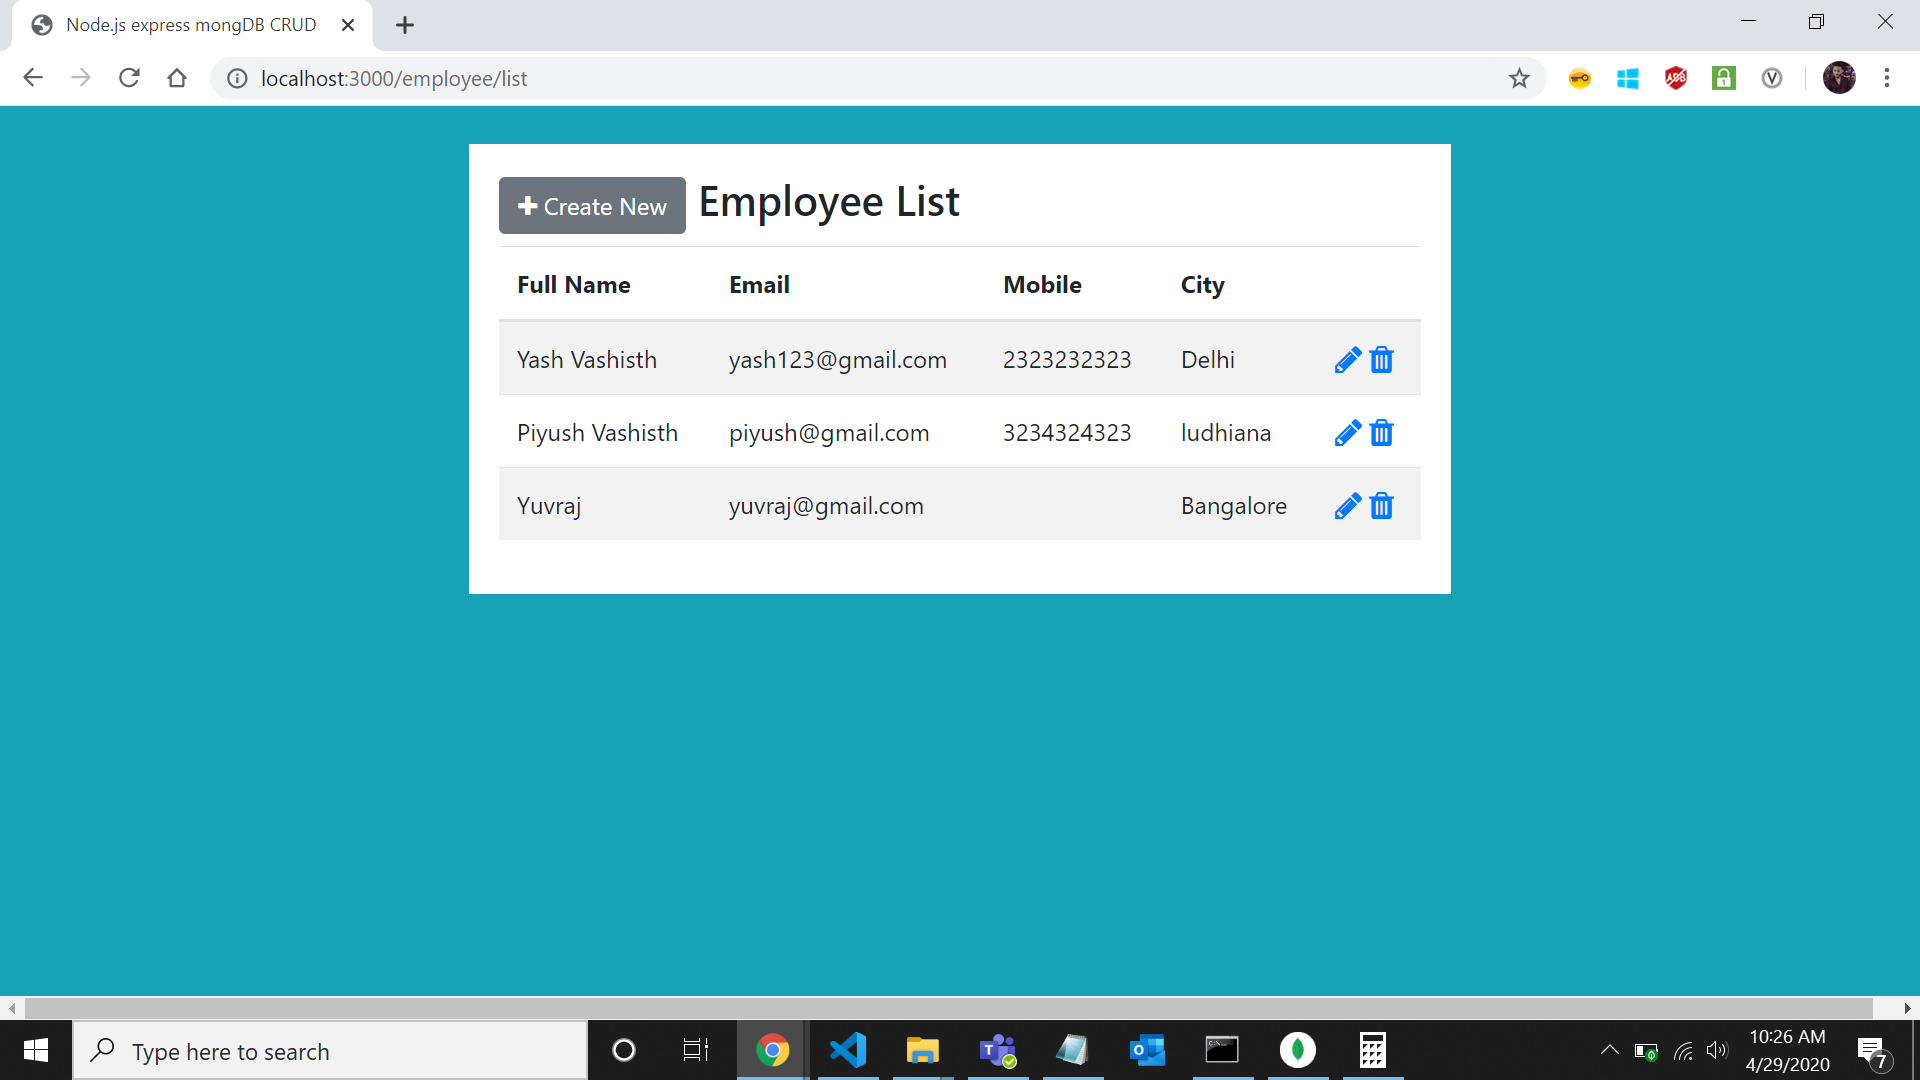 Node.js express mongDB CRUD
localhost:3000/employee/list
Create New Employee List
Full Name Email Mobile City
Yash Vashisth yash123@gmail.com 2323232323 Delhi
Piyush Vashisth piyush@gmail.com 3234324323 ludhiana
Yuvraj yuvraj@gmail.com Bangalore
Type here to search
10:26 AM
4/29/2020
7